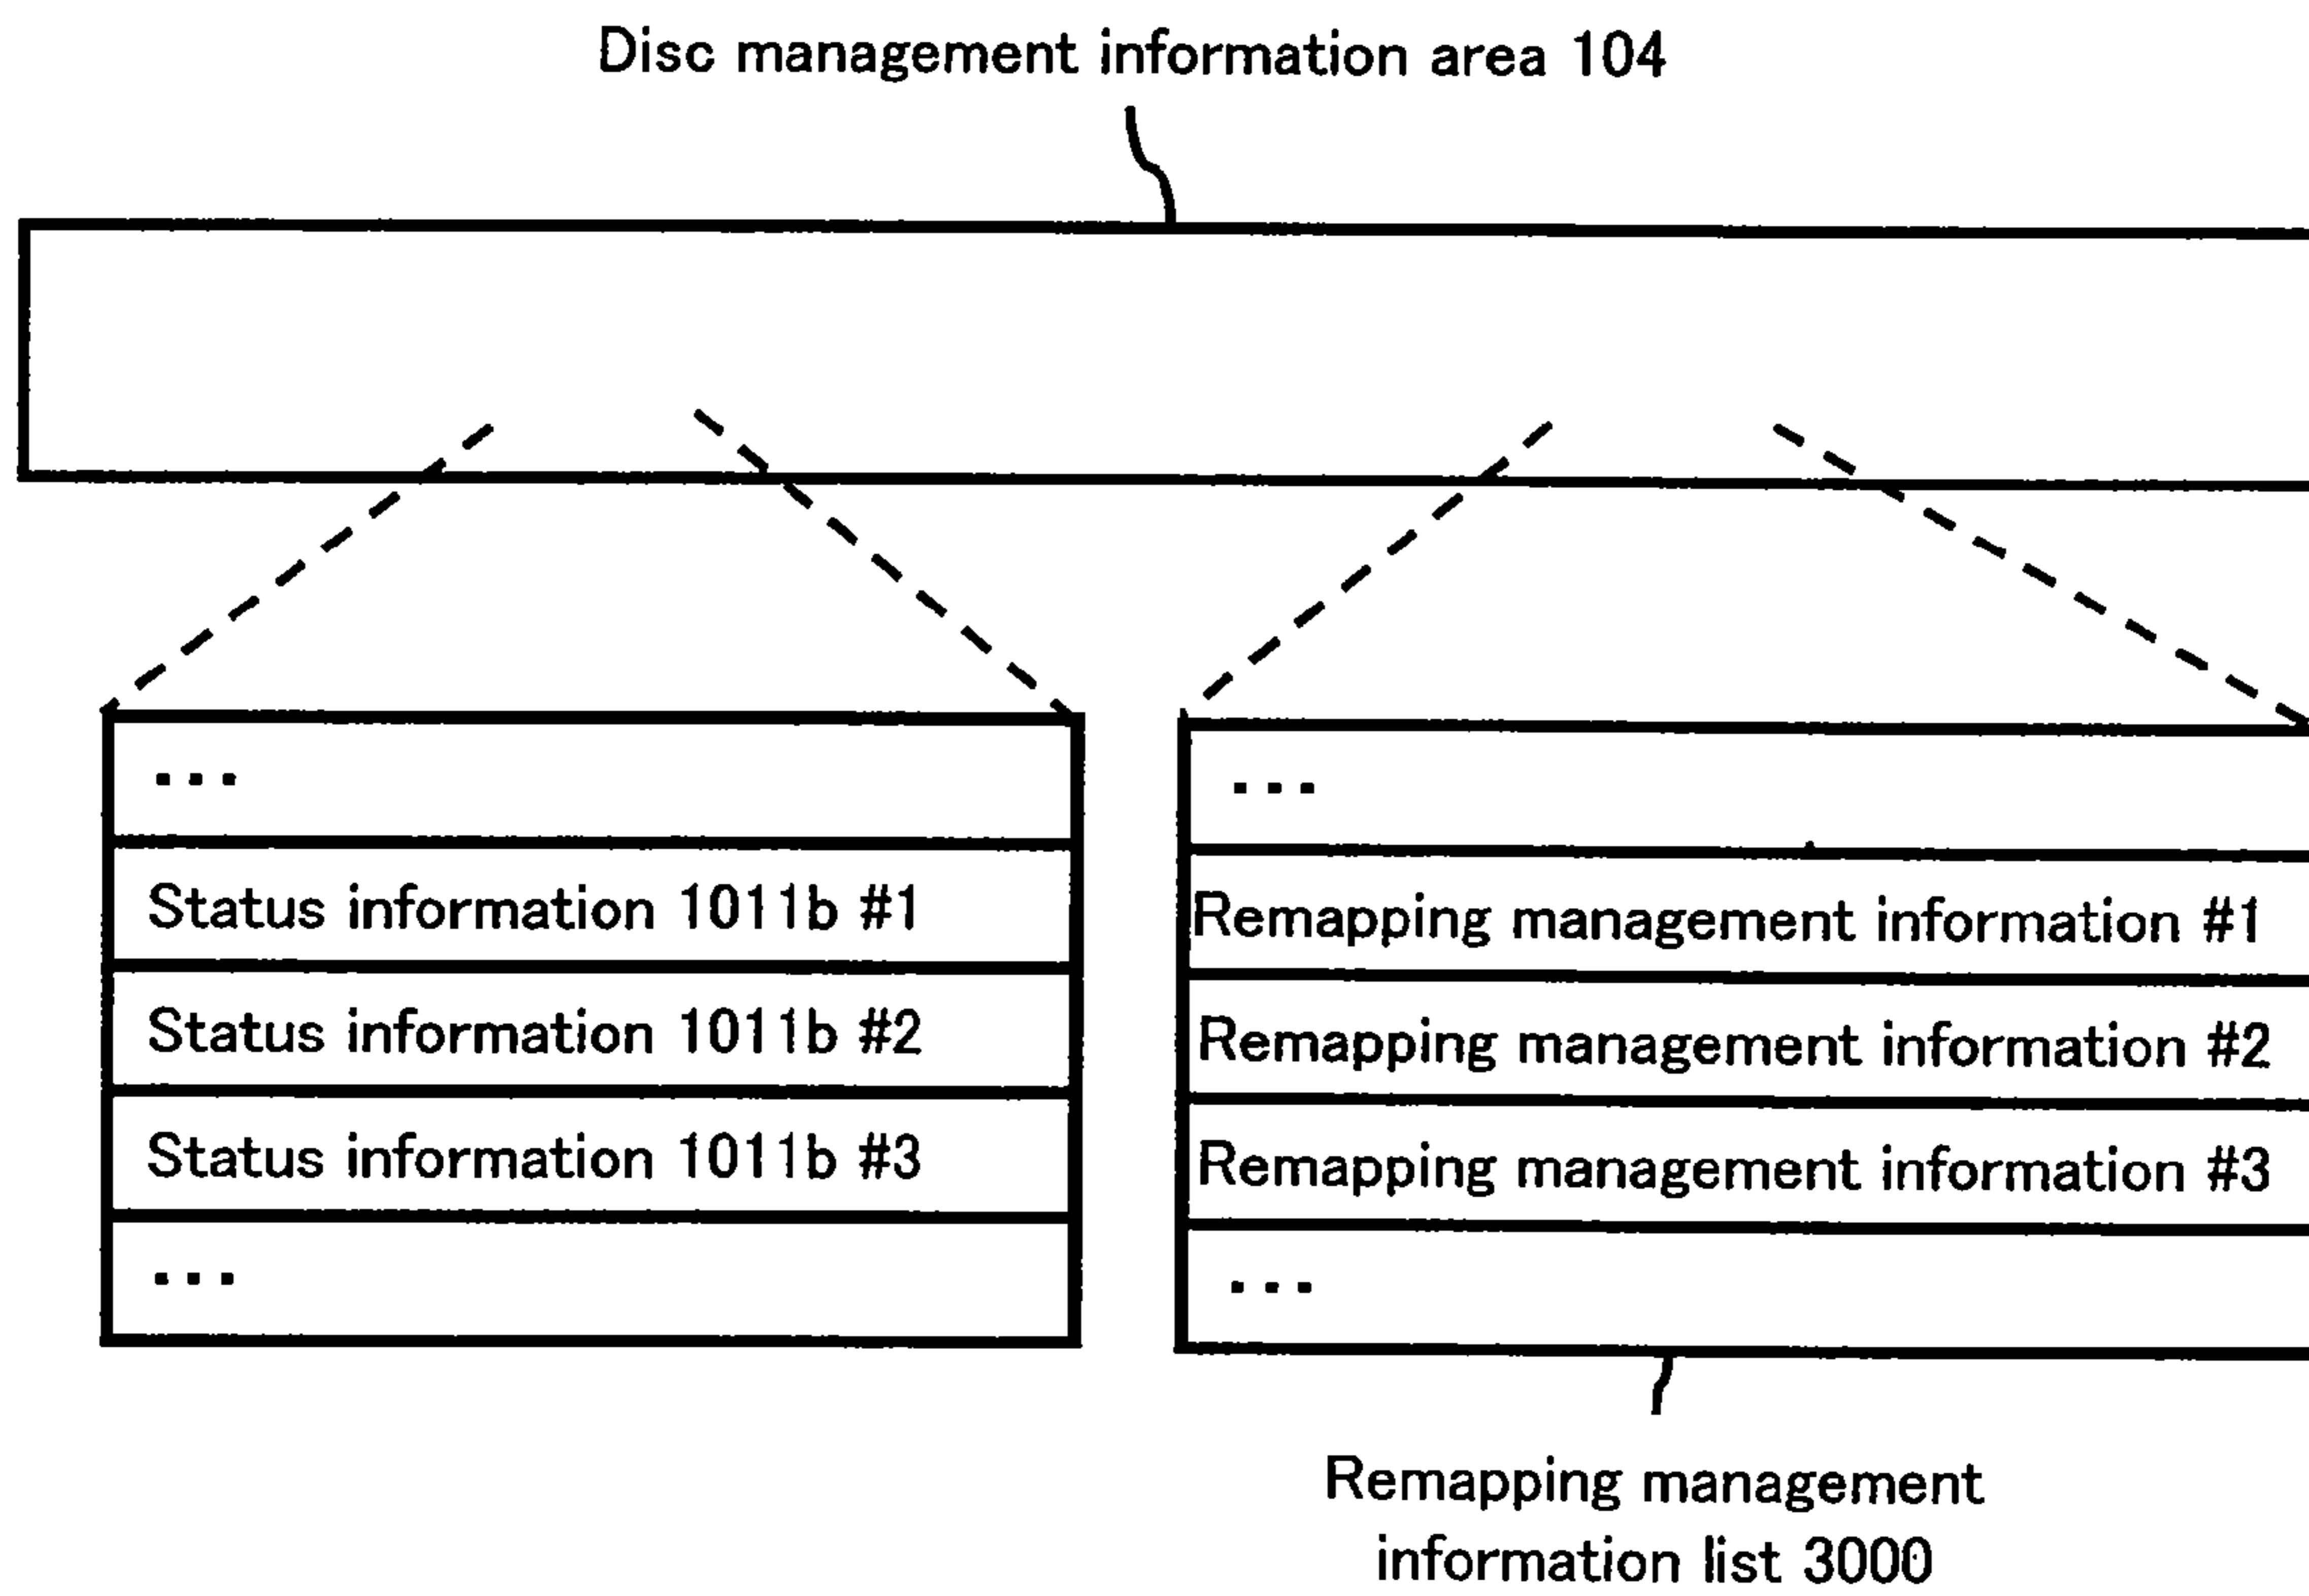 Disc management information area 104
...
Status information 1011b #1
Status information 1011b #2
Status information 1011b #3
...
...
Remapping management information #1
Remapping management information #2
Remapping management information #3
...
Remapping management
information list 3000